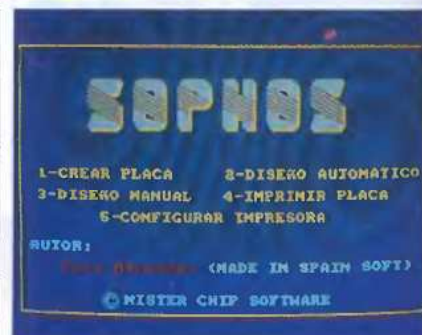 SOPHOS
1-CREAR PLACA 2-DISEÑO AUTOMATICO
3-DISEÑO MANUAL 4-IMPRIMIR PLACA
5-CONFIGURAR IMPRESORA
AUTOR:
(MADE IN SPAIN SOFT)
© MISTER CHIP SOFTWARE